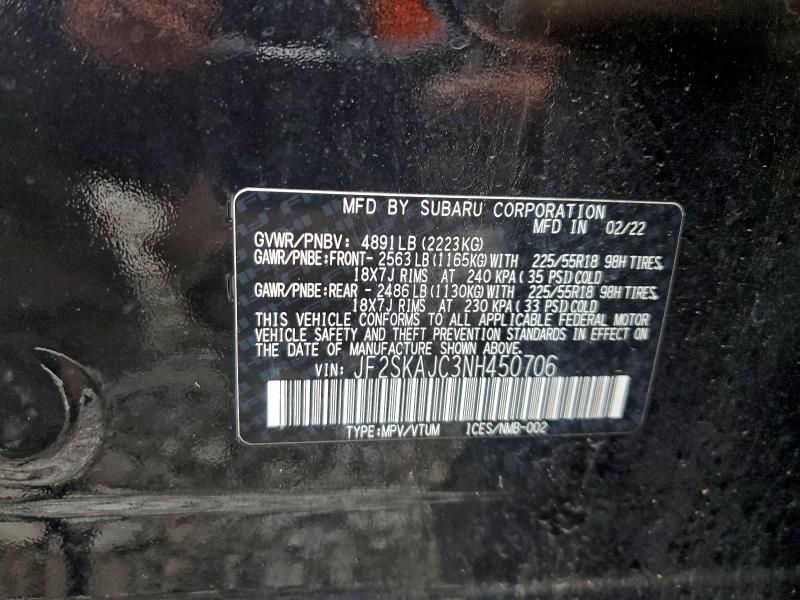 MFD BY SUBARU CORPORATION
MFD IN 02/22
GVWR/PNBV: 4891LB (2223KG)
GAWR/PNBE:FRONT- 2563LB (1165KG) WITH 225/55R18 98H TIRES,
18X7J RIMS AT 240 KPA (35 PSI) COLD
GAWR/PNBE:REAR - 2486LB (1130KG) WITH 225/55R18 98H TIRES,
18X7J RIMS AT 230 KPA (33 PSI) COLD
THIS VEHICLE CONFORMS TO ALL APPLICABLE FEDERAL MOTOR
VEHICLE SAFETY AND THEFT PREVENTION STANDARDS IN EFFECT ON
THE DATE OF MANUFACTURE SHOWN ABOVE.
VIN: JF2SKAJC3NH450706
TYPE:MPV/VTUM ICES/NMB-002